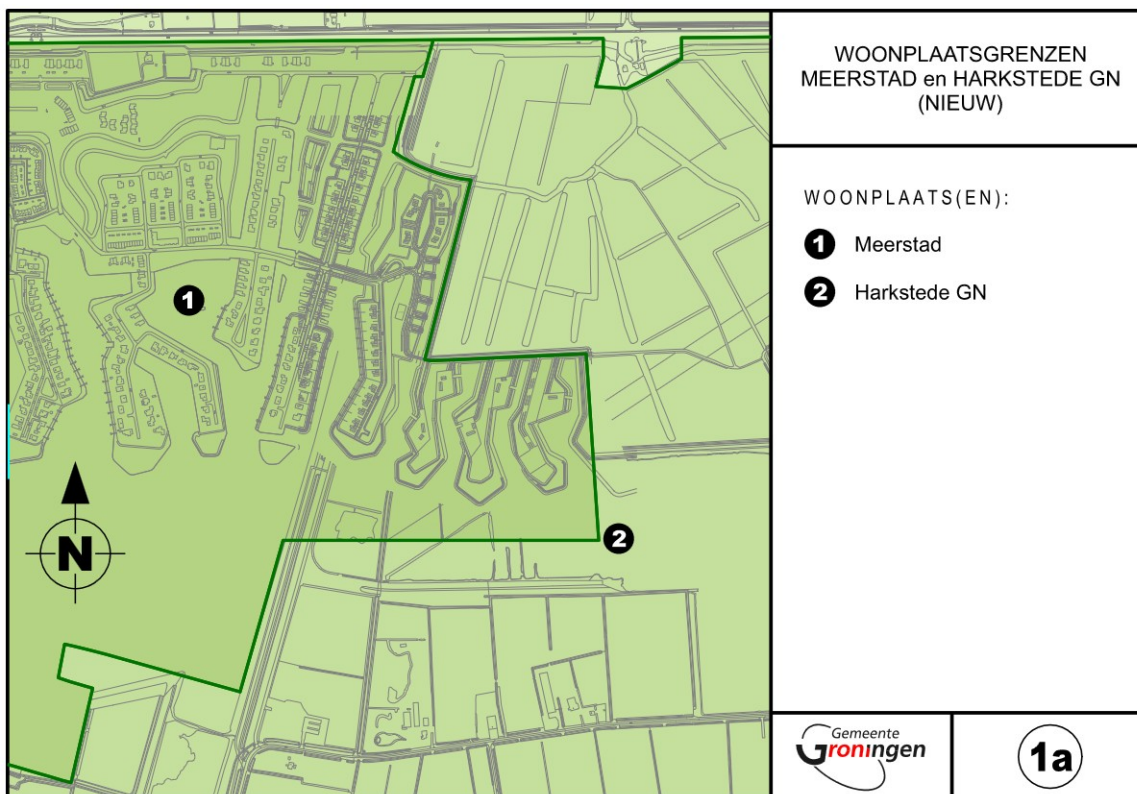 WOONPLAATSGRENZEN
MEERSTAD en HARKSTEDE GN
(NIEUW)
WOONPLAATS(EN):
1 Meerstad
2 Harkstede GN
1
2
N
Gemeente
Groningen
1a